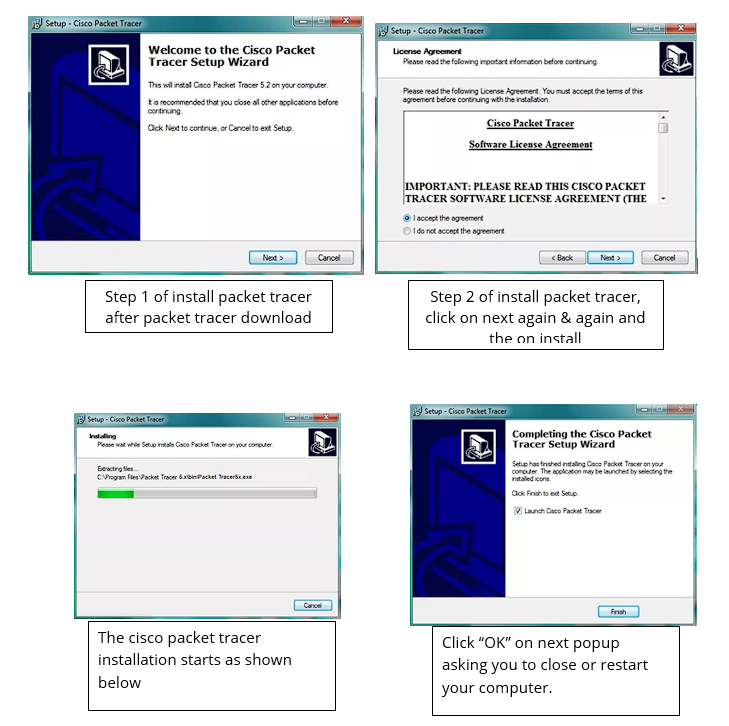 Setup - Cisco Packet Tracer
Welcome to the Cisco Packet
Tracer Setup Wizard
This will install Cisco Packet Tracer 5.2 on your computer.
It is recommended that you close all other applications before
continuing.
Click Next to continue, or Cancel to exit Setup.
Next >
Cancel
Step 1 of install packet tracer
after packet tracer download
Setup - Cisco Packet Tracer
License Agreement
Please read the following important information before continuing.
Please read the following License Agreement. You must accept the terms of this
agreement before continuing with the installation.
Cisco Packet Tracer
Software License Agreement
IMPORTANT: PLEASE READ THIS CISCO PACKET
TRACER SOFTWARE LICENSE AGREEMENT (THE
I accept the agreement
I do not accept the agreement
< Back
Next >
Cancel
Step 2 of install packet tracer,
click on next again & again and
the on install
Setup - Cisco Packet Tracer
Installing
Please wait while Setup installs Cisco Packet Tracer on your computer.
Extracting files...
C:\Program Files\Packet Tracer 6.x\bin\Packet Tracer6x.exe
Cancel
The cisco packet tracer
installation starts as shown
below
Setup - Cisco Packet Tracer
Completing the Cisco Packet
Tracer Setup Wizard
Setup has finished installing Cisco Packet Tracer on your
computer. The application may be launched by selecting the
installed icons.
Click Finish to exit Setup.
Launch Cisco Packet Tracer
Finish
Click “OK” on next popup
asking you to close or restart
your computer.